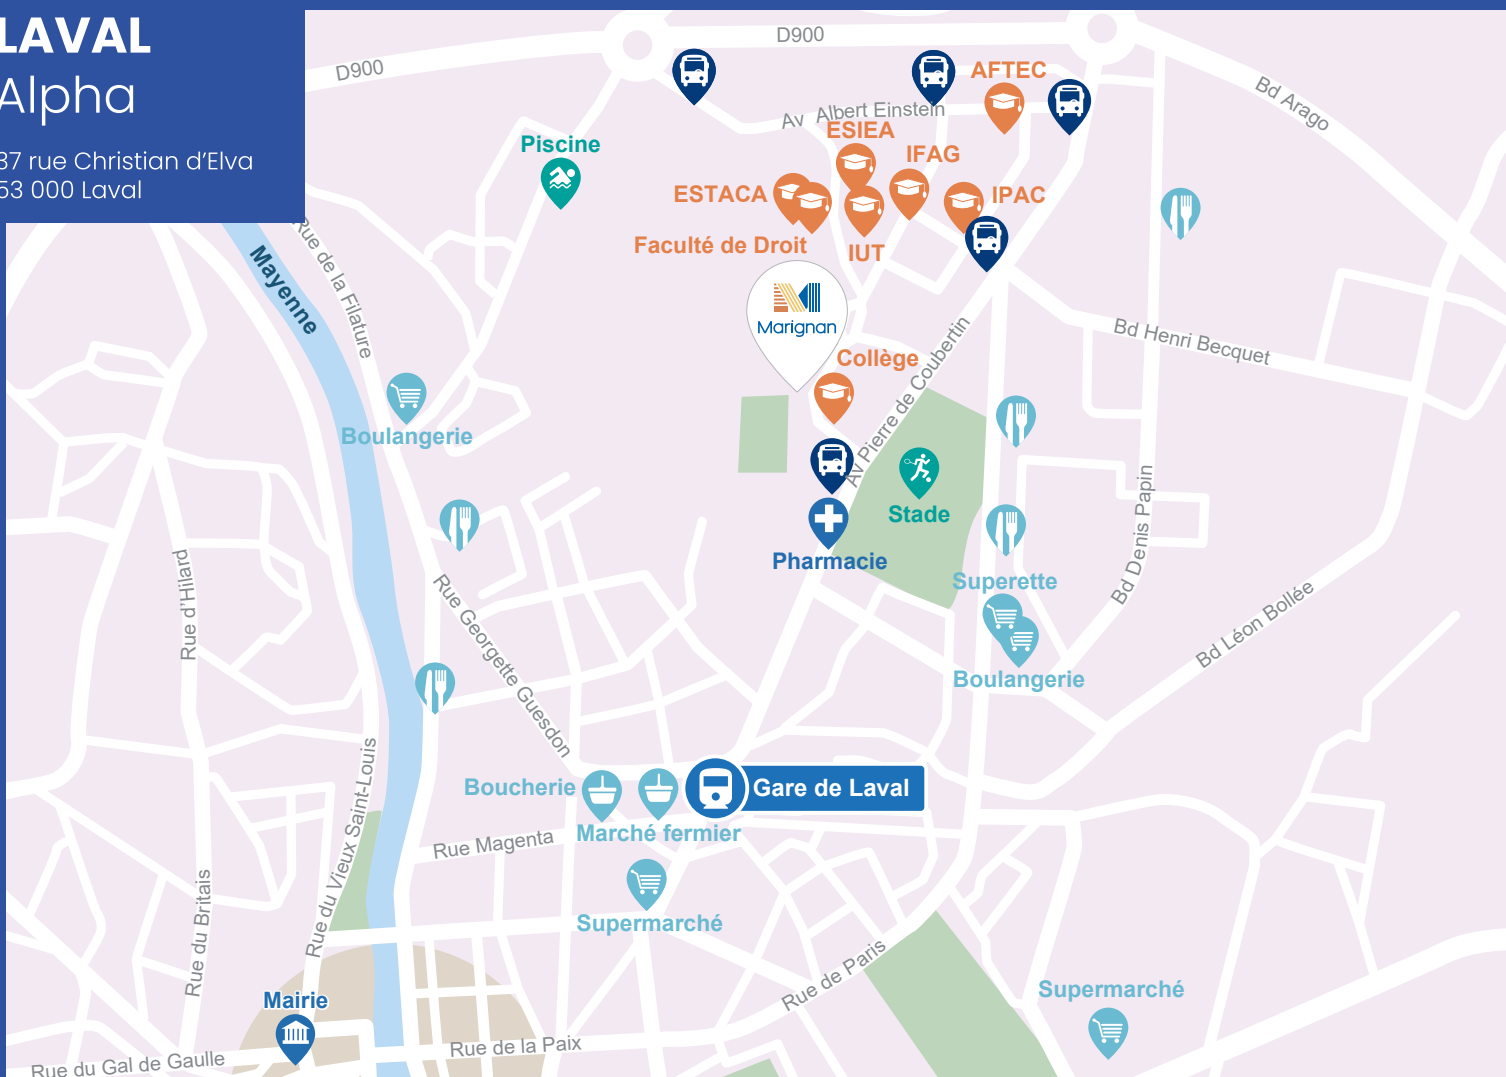 LAVAL
Alpha
37 rue Christian d'Elva
53 000 Laval
D900
D900
Bd Arago
AFTEC
Av Albert Einstein
ESIEA
Piscine
IFAG
ESTACA
IPAC
Faculté de Droit
IUT
Rue de la Filature
Mayenne
Marignan
Bd Henri Becquet
Collège
Av Pierre de Coubertin
Boulangerie
Stade
Pharmacie
Bd Denis Papin
Superette
Rue d'Hilard
Rue Georgette Guesdon
Bd Léon Bollée
Boulangerie
Boucherie
Gare de Laval
Marché fermier
Rue Magenta
Rue du Vieux Saint-Louis
Supermarché
Rue du Britais
Rue de Paris
Supermarché
Mairie
Rue de la Paix
Rue du Gal de Gaulle